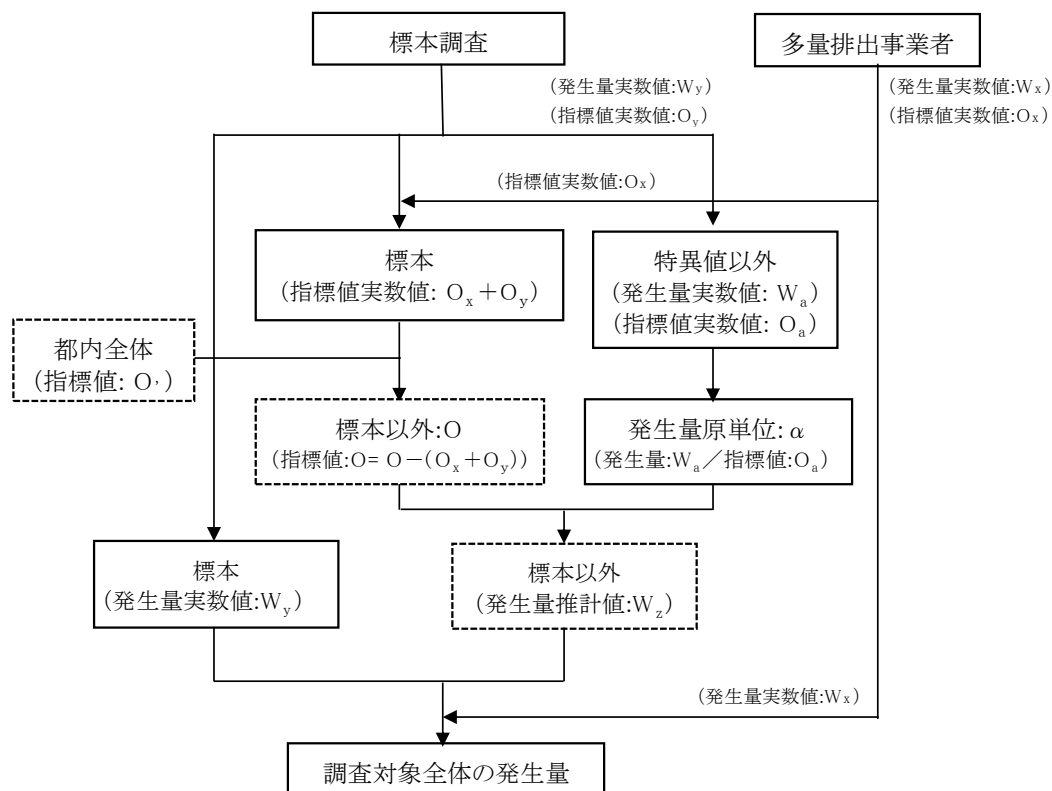 標本調査
多量排出事業者
(発生量実数値:Wy)
(指標値実数値:Oy)
(発生量実数値:Wx)
(指標値実数値:Ox)
(指標値実数値:Ox)
標本
(指標値実数値: Ox+Oy)
特異値以外
(発生量実数値: Wa)
(指標値実数値: Oa)
都内全体
(指標値: O’)
標本以外:O
(指標値:O= O-(Ox+Oy))
発生量原単位: α
(発生量:Wa/指標値:Oa)
標本
(発生量実数値:Wy)
標本以外
(発生量推計値:Wz)
(発生量実数値:Wx)
調査対象全体の発生量